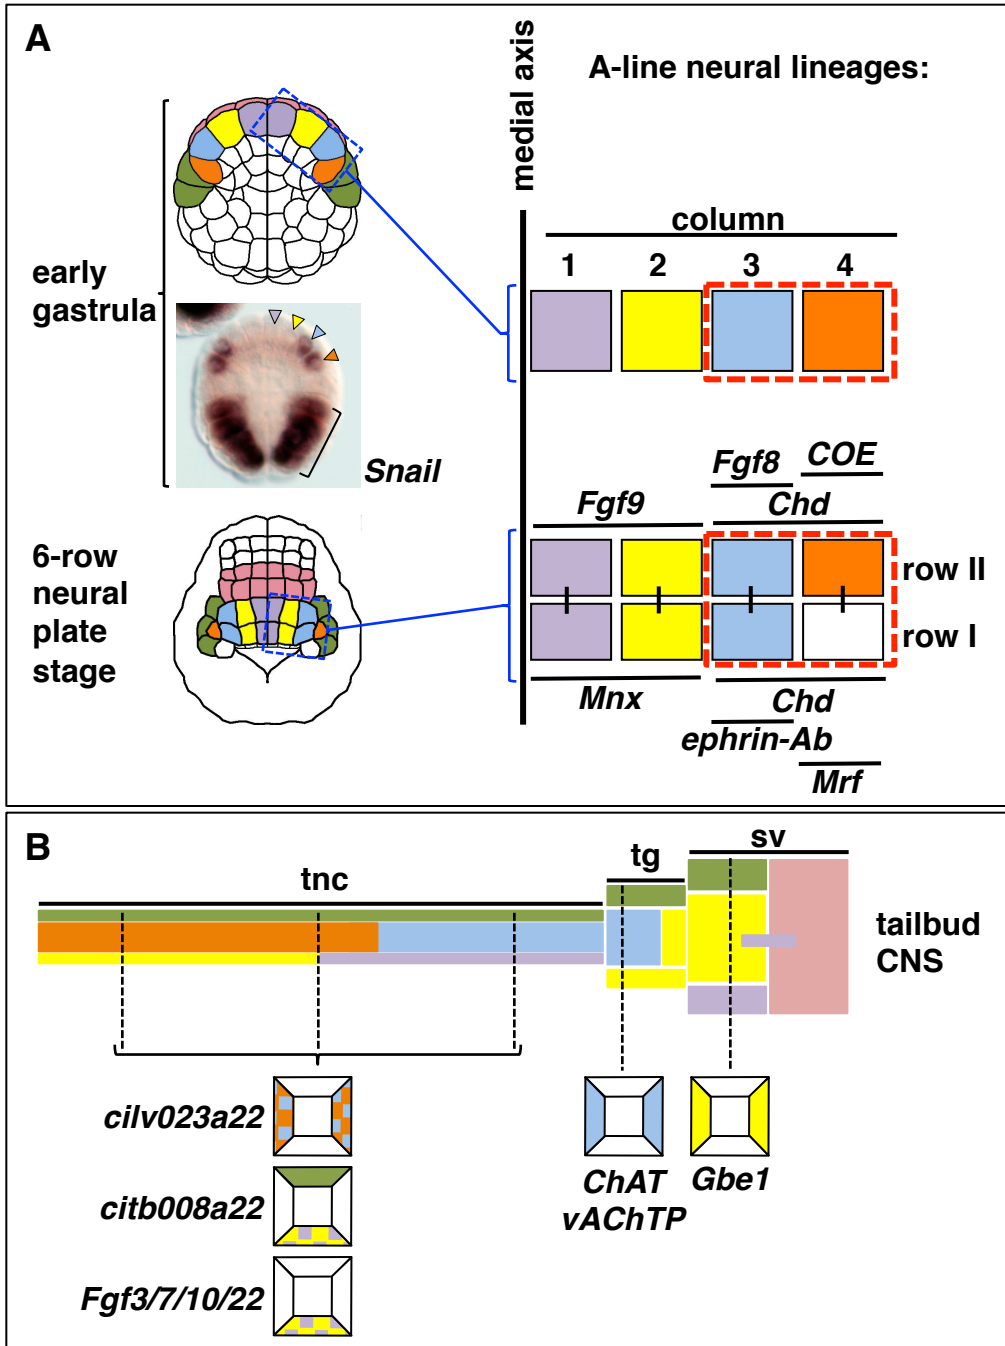 A
medial axis
A-line neural lineages:
column
1 2 3 4
early
gastrula
Snail
Fgf8 COE
Fgf9 Chd
6-row
neural
plate
stage
row II
row I
Mnx Chd
ephrin-Ab
Mrf
B
tnc tg sv
tailbud
CNS
cilv023a22
citb008a22
Fgf3/7/10/22
ChAT
vAChTP
Gbe1